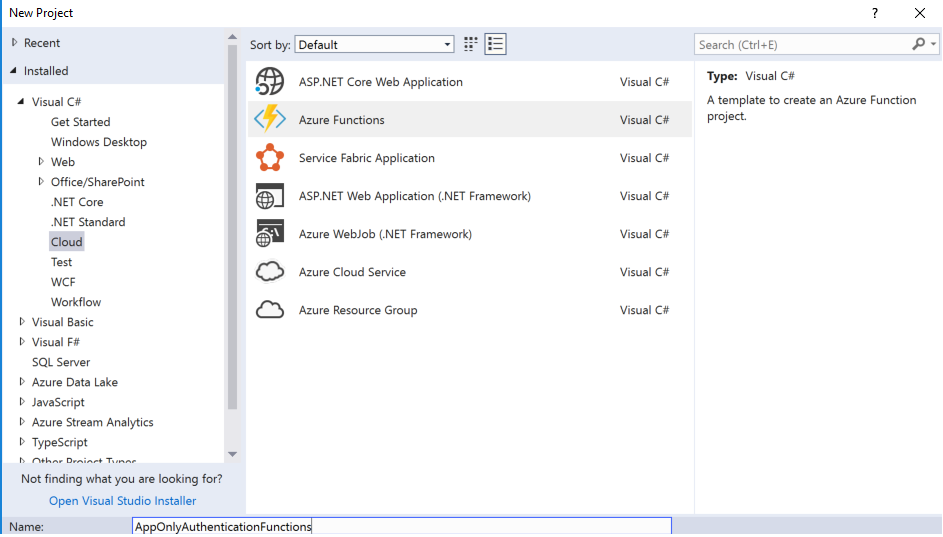 New Project
Recent
Installed
Visual C#
Get Started
Windows Desktop
Web
Office/SharePoint
.NET Core
.NET Standard
Cloud
Test
WCF
Workflow
Visual Basic
Visual F#
SQL Server
Azure Data Lake
JavaScript
Azure Stream Analytics
TypeScript
Other Project Types
Not finding what you are looking for?
Open Visual Studio Installer
Sort by: Default
ASP.NET Core Web Application Visual C#
Azure Functions Visual C#
Service Fabric Application Visual C#
ASP.NET Web Application (.NET Framework) Visual C#
Azure WebJob (.NET Framework) Visual C#
Azure Cloud Service Visual C#
Azure Resource Group Visual C#
Search (Ctrl+E)
Type: Visual C#
A template to create an Azure Function
project.
Name: AppOnlyAuthenticationFunctions